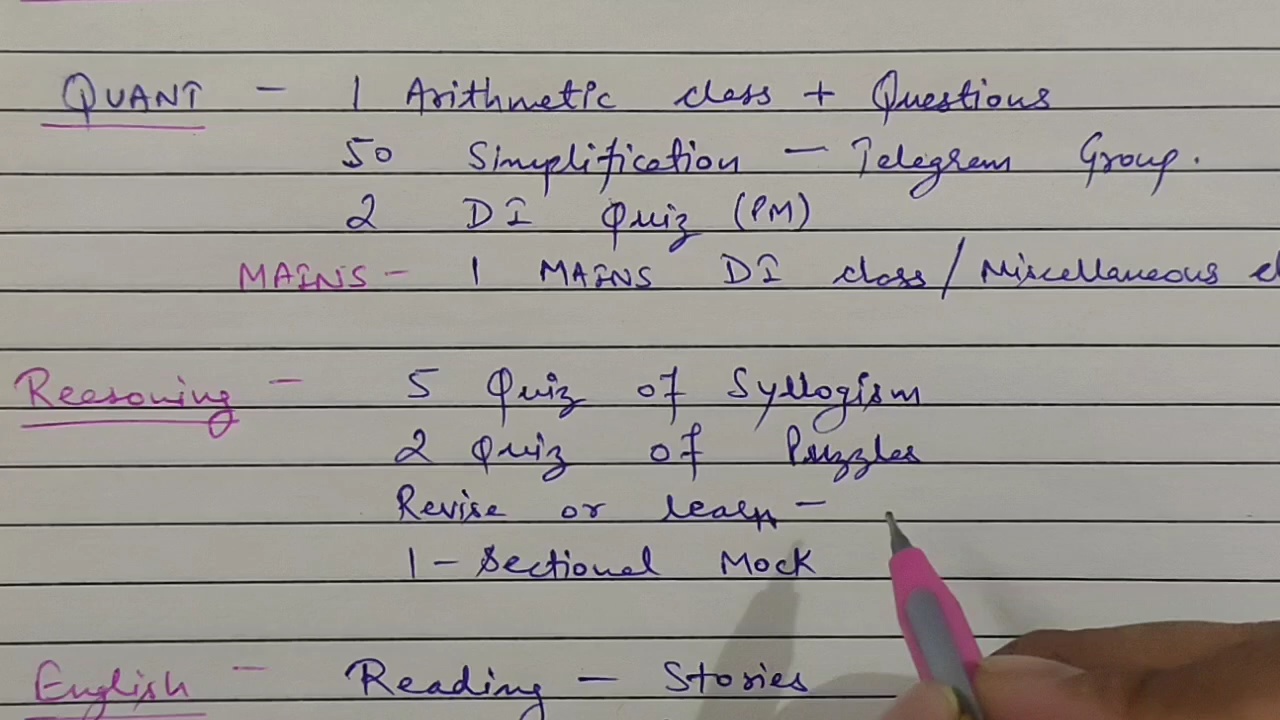 QUANT - 1 Arithmetic class + Questions
50 Simplification - Telegram Group.
2 DI Quiz (PM)
MAINS - 1 MAINS DI class / Miscellaneous
Reasoning - 5 Quiz of Syllogism
2 Quiz of Puzzles
Revise or learn -
1 - Sectional Mock
English - Reading - Stories